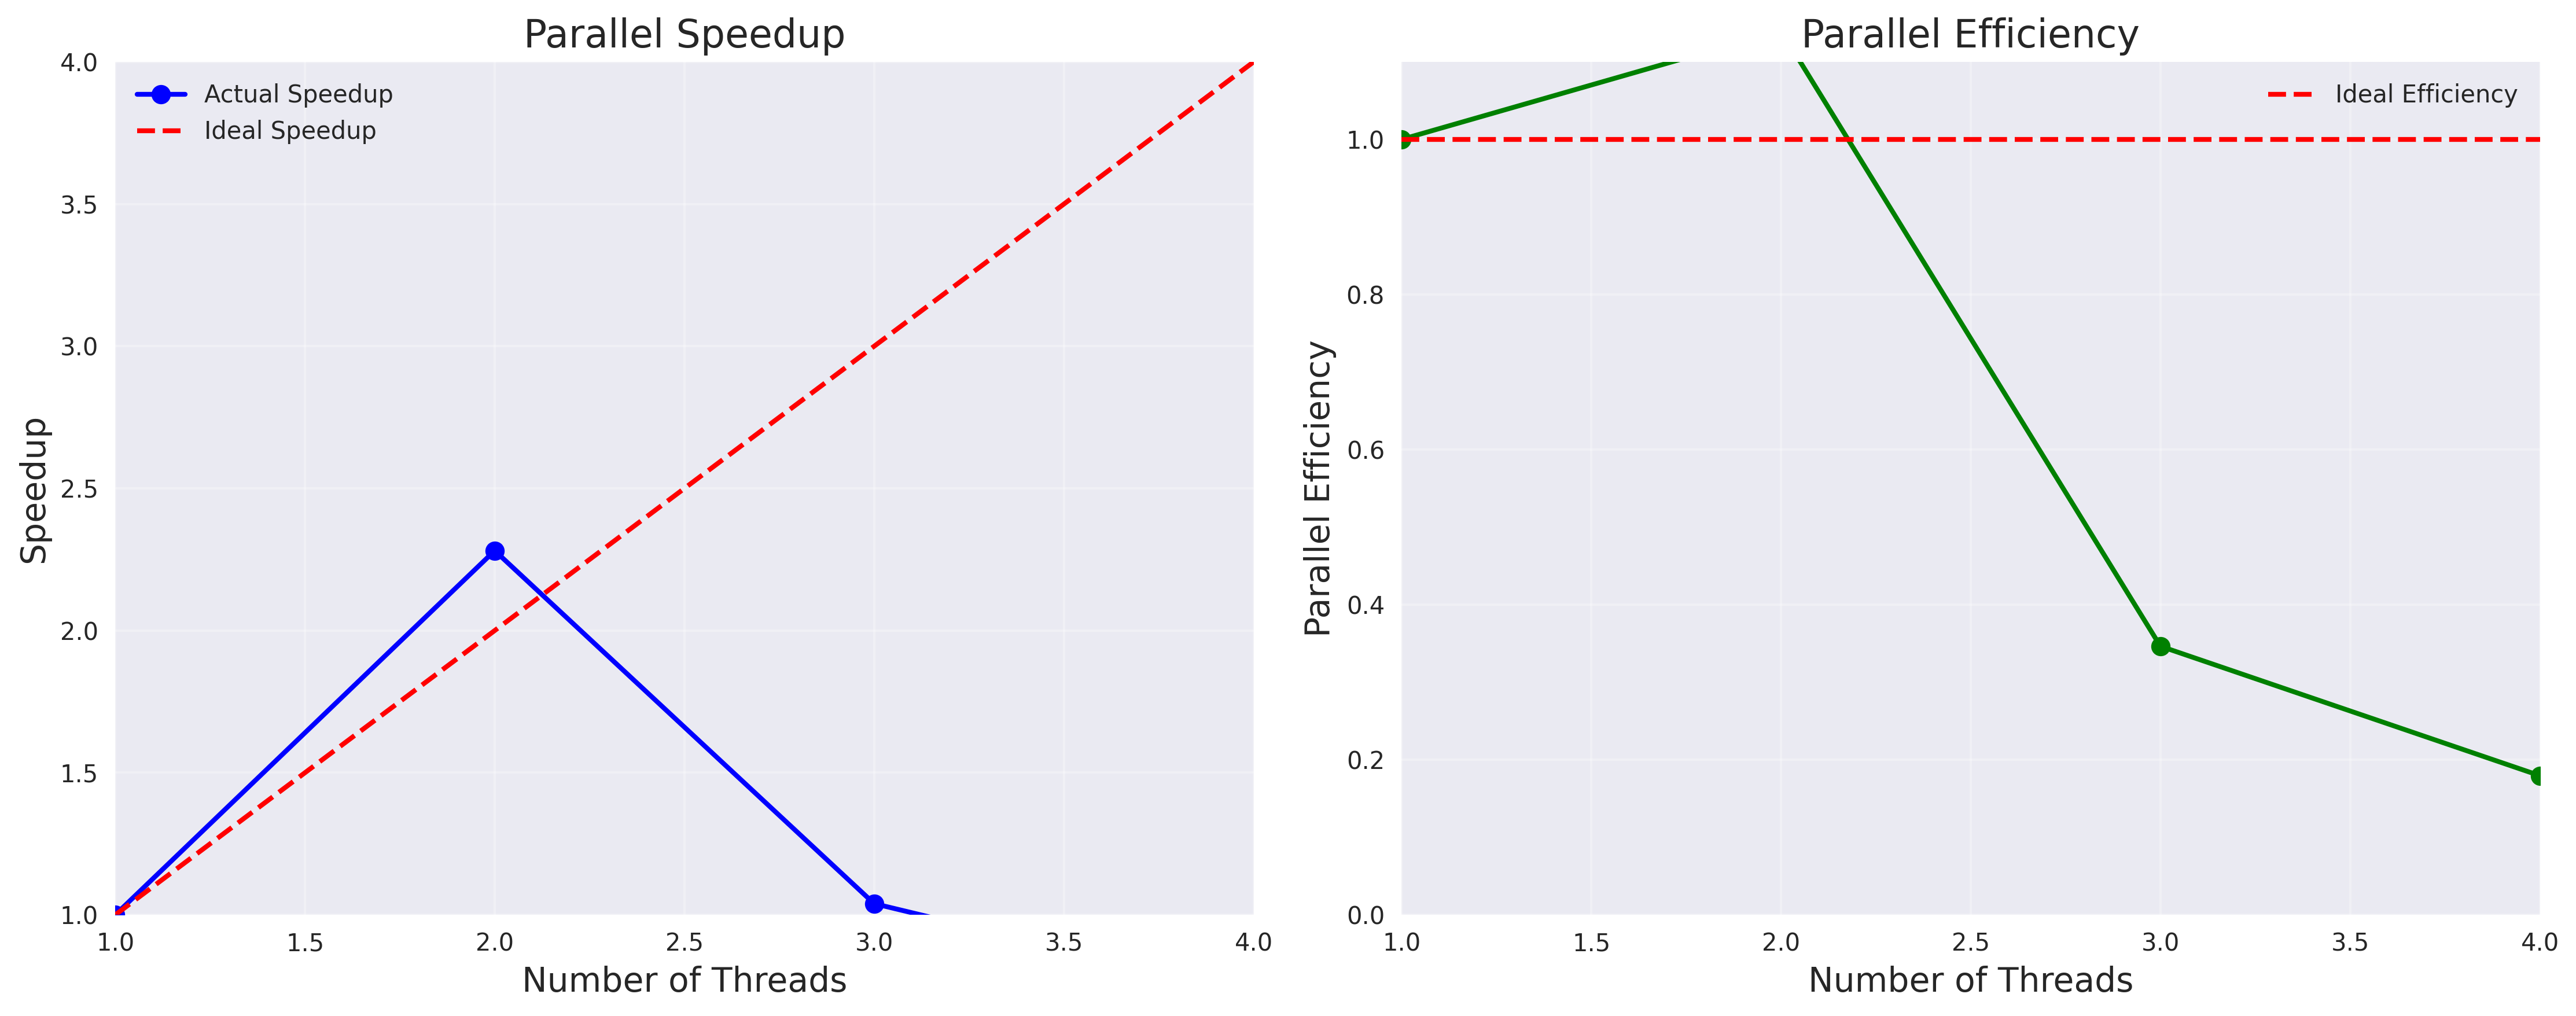 Parallel Speedup
4.0
3.5
3.0
2.5
2.0
1.5
1.0
Speedup
Actual Speedup
Ideal Speedup
1.0 1.5 2.0 2.5 3.0 3.5 4.0
Number of Threads
Parallel Efficiency
1.0
0.8
0.6
0.4
0.2
0.0
Parallel Efficiency
Ideal Efficiency
1.0 1.5 2.0 2.5 3.0 3.5 4.0
Number of Threads